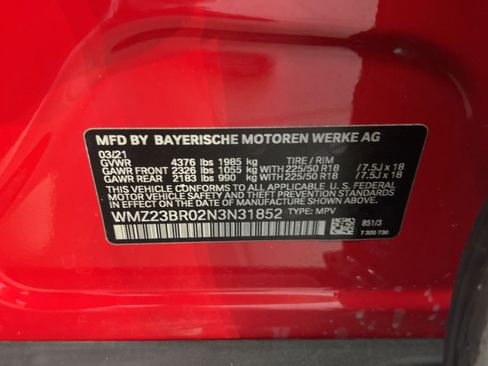 MFD BY BAYERISCHE MOTOREN WERKE AG
03/21
GVWR 4376 lbs 1985 kg TIRE / RIM
GAWR FRONT 2326 lbs 1055 kg 225/50 R18 /7.5J x 18
GAWR REAR 2183 lbs 990 kg 225/50 R18 /7.5J x 18
THIS VEHICLE CONFORMS TO ALL APPLICABLE U. S. FEDERAL
MOTOR VEHICLE SAFETY AND THEFT PREVENTION STANDARDS
IN EFFECT ON THE DATE OF MANUFACTURE SHOWN ABOVE.
WMZ23BR02N3N31852 TYPE: MPV
851/3
7 320 730